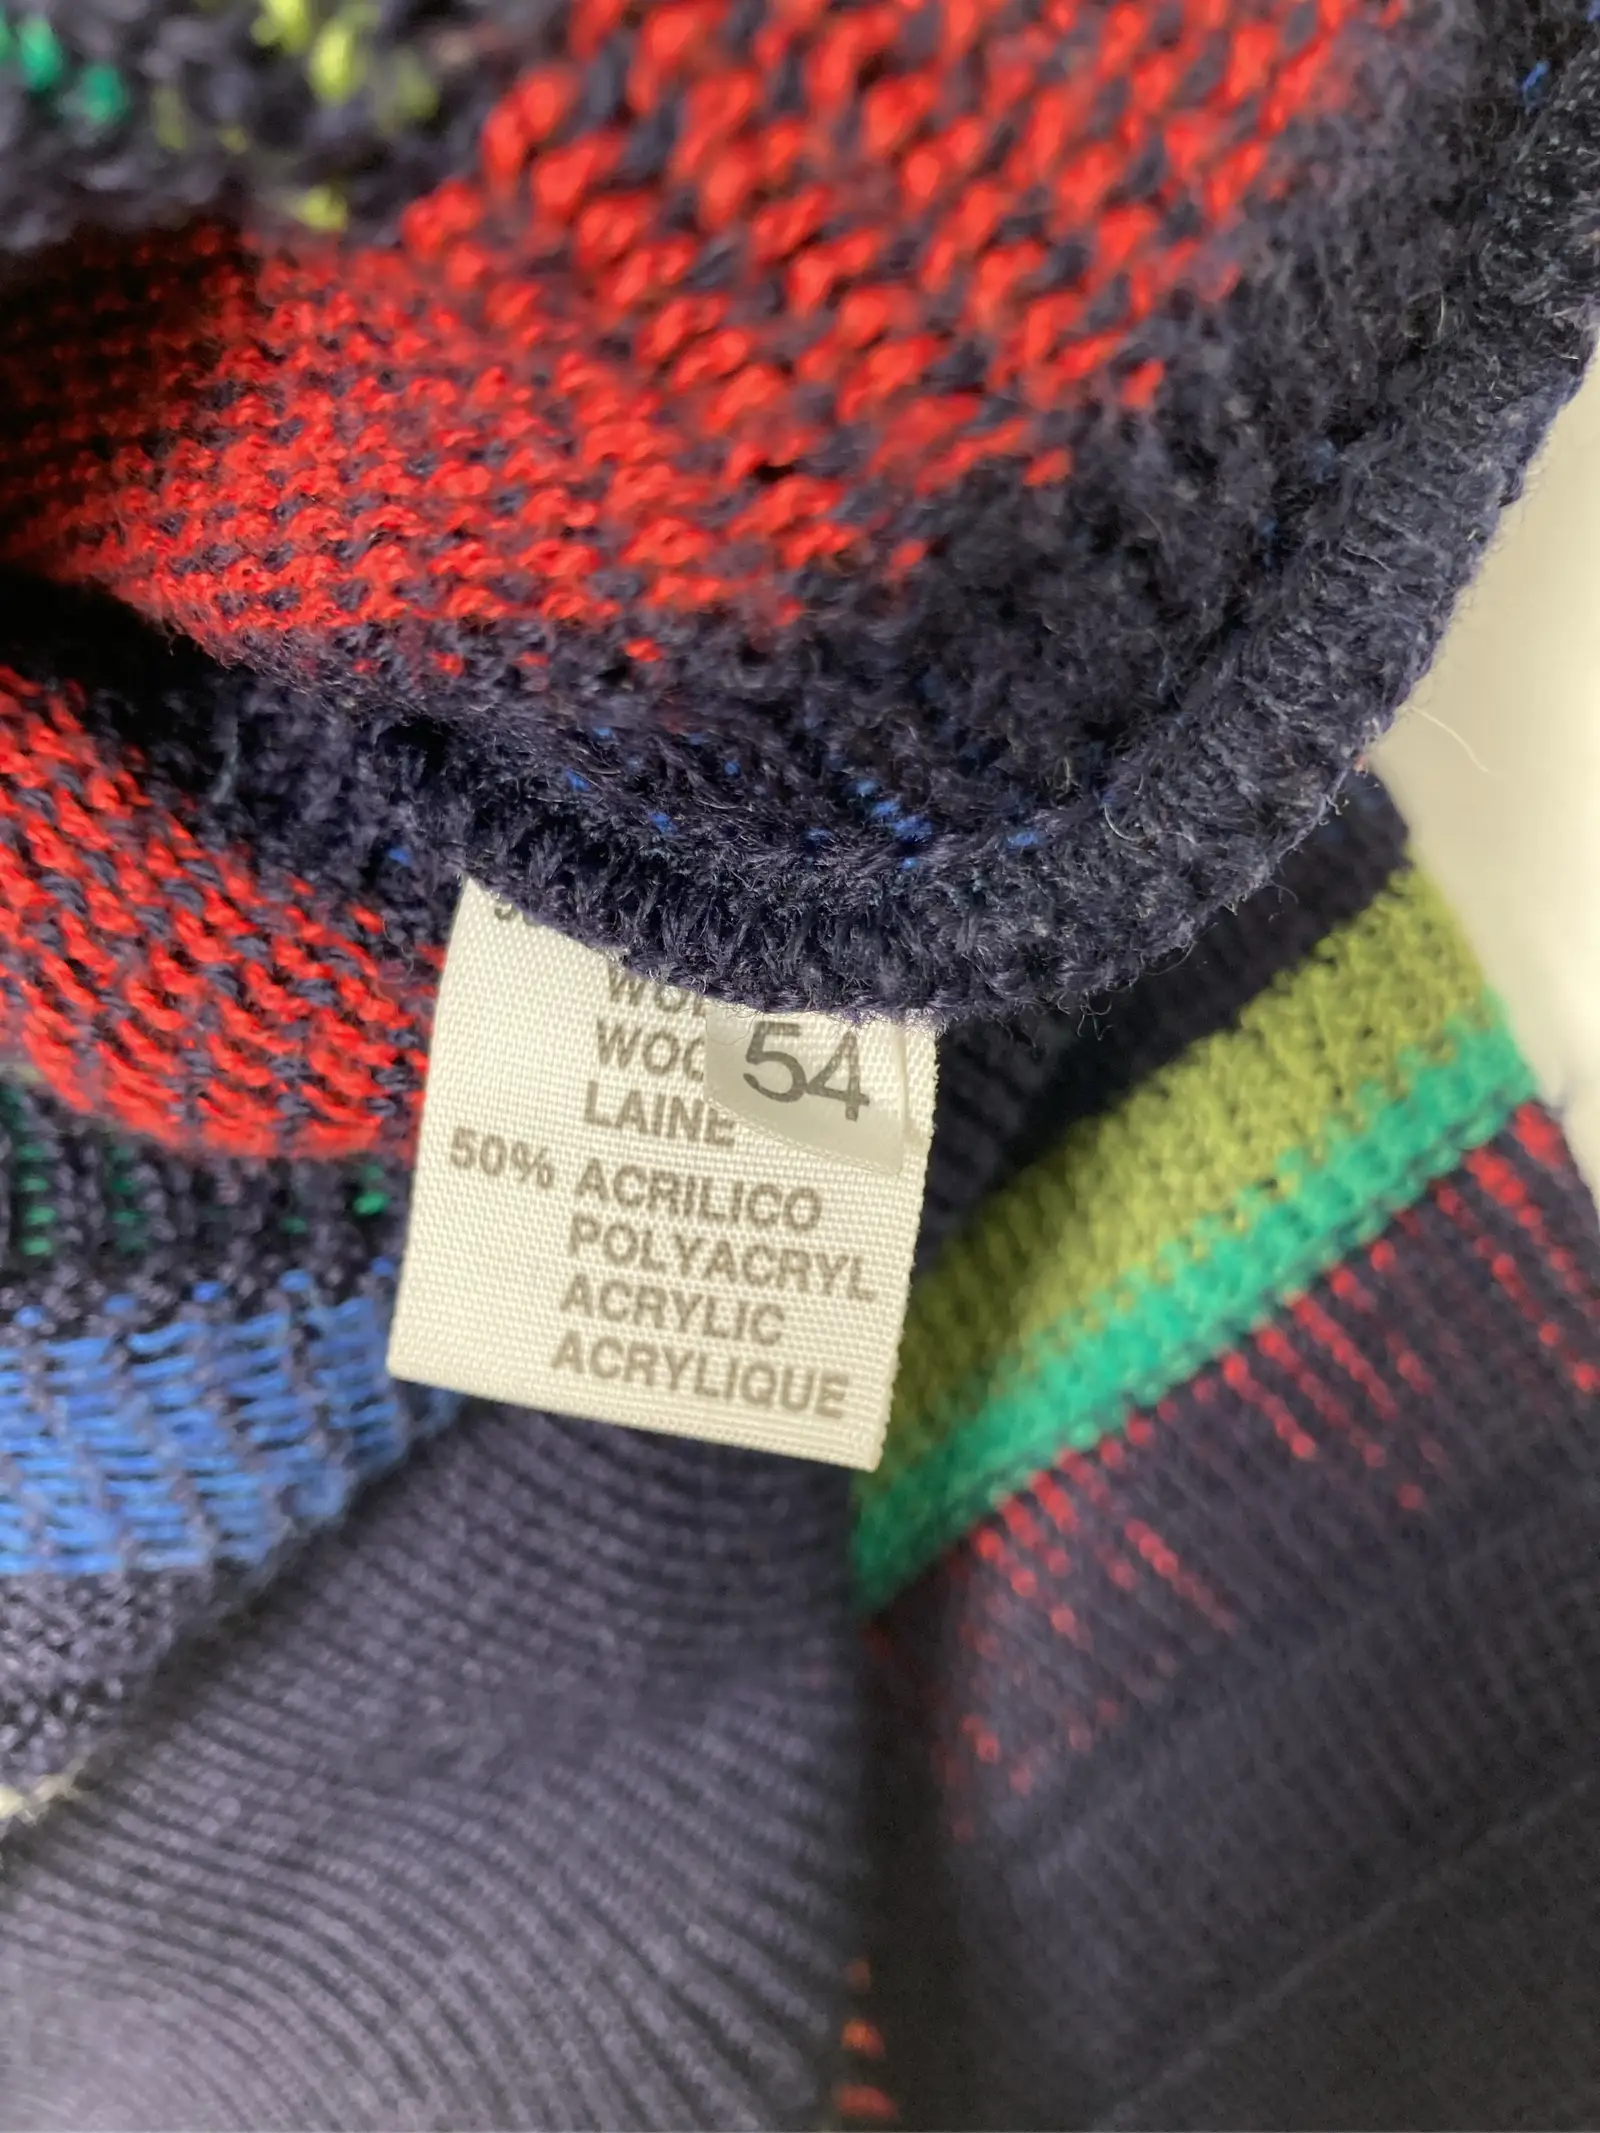 LAINE
54
50% ACRILICO
POLYACRYL
ACRYLIC
ACRYLIQUE